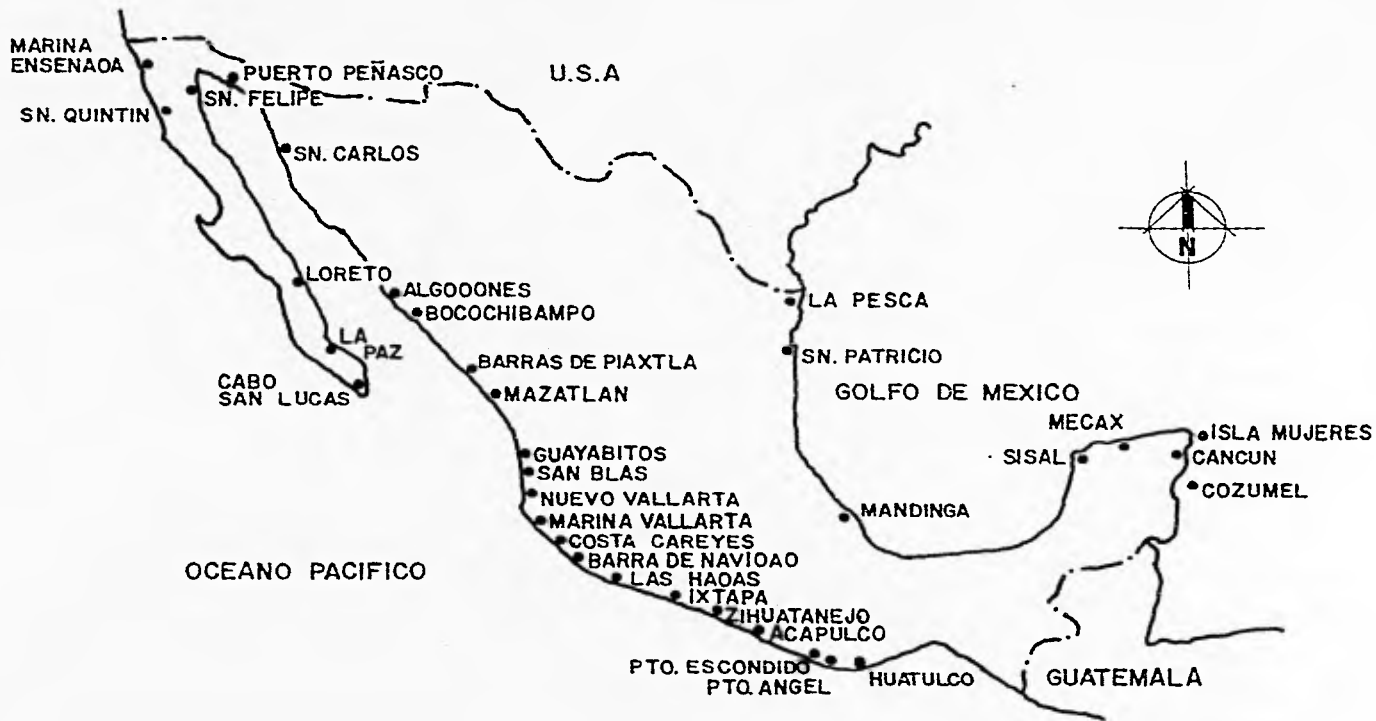 MARINA
ENSENAOA
PUERTO PEÑASCO
U.S.A
SN. FELIPE
SN. QUINTIN
SN. CARLOS
N
LORETO
ALGOOONES
BOCOCHIBAMPO
LA PESCA
LA
PAZ
SN. PATRICIO
BARRAS DE PIAXTLA
CABO
SAN LUCAS
MAZATLAN
GOLFO DE MEXICO
MECAX
ISLA MUJERES
GUAYABITOS
SISAL
CANCUN
SAN BLAS
COZUMEL
NUEVO VALLARTA
MANDINGA
MARINA VALLARTA
COSTA CAREYES
BARRA DE NAVIOAO
OCEANO PACIFICO
LAS HAOAS
IXTAPA
ZIHUATANEJO
ACAPULCO
PTO. ESCONDIDO
HUATULCO
GUATEMALA
PTO. ANGEL